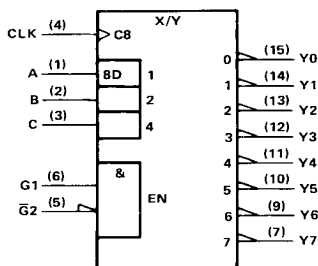 X/Y
CLK (4) C8
A (1) 8D 1
B (2) 2
C (3) 4
G1 (6) & EN
G̅2 (5)
0 (15) Y0
1 (14) Y1
2 (13) Y2
3 (12) Y3
4 (11) Y4
5 (10) Y5
6 (9) Y6
7 (7) Y7